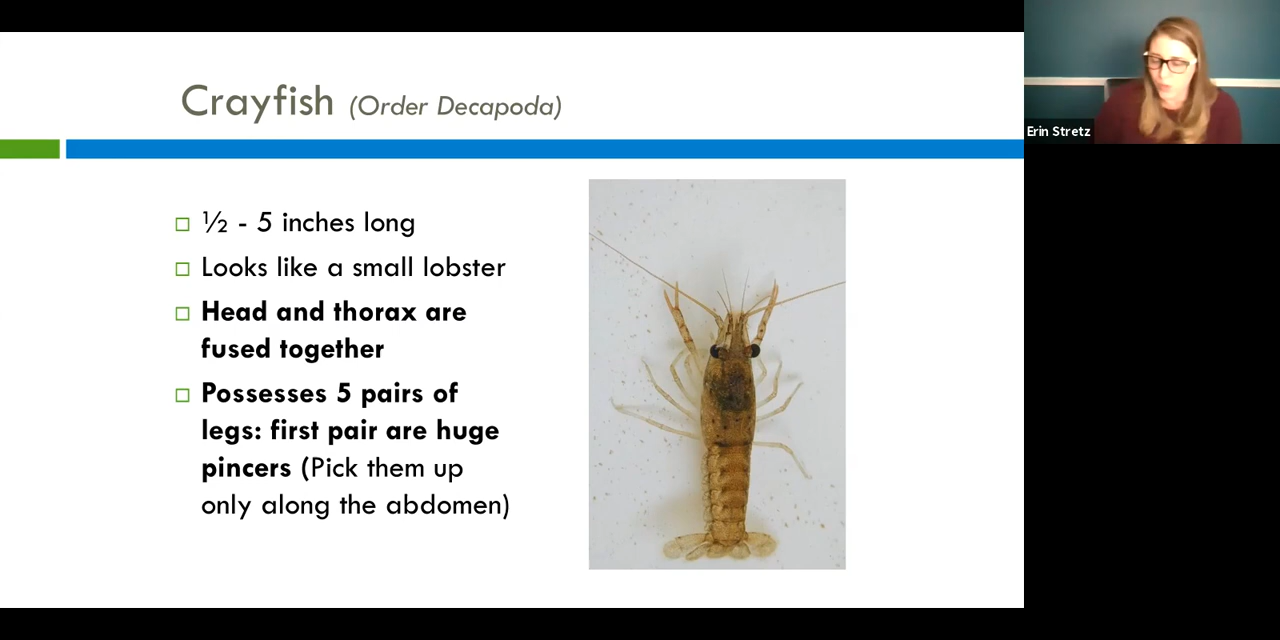 Crayfish (Order Decapoda)
½ - 5 inches long
Looks like a small lobster
Head and thorax are
fused together
Possesses 5 pairs of
legs: first pair are huge
pincers (Pick them up
only along the abdomen)
Erin Stretz